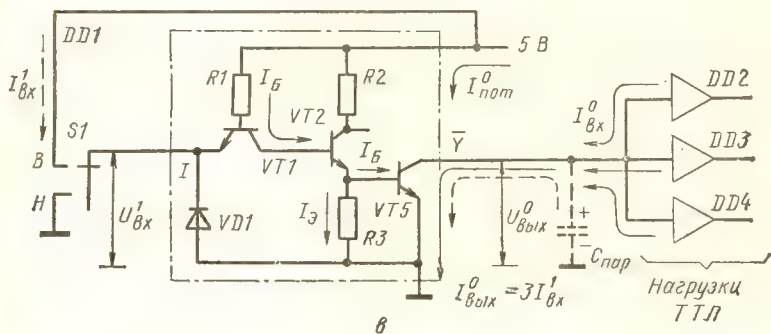 DD1
5 В
I¹вх
R1
IБ
VT2
R2
I⁰пот
I⁰вх
DD2
S1
В
I
VT1
IБ
Ȳ
DD3
Н
U¹вх
VD1
Iэ
R3
VT5
U⁰вых
+
−
Cпар
DD4
I⁰вых = 3I¹вх
Нагрузки
ТТЛ
в